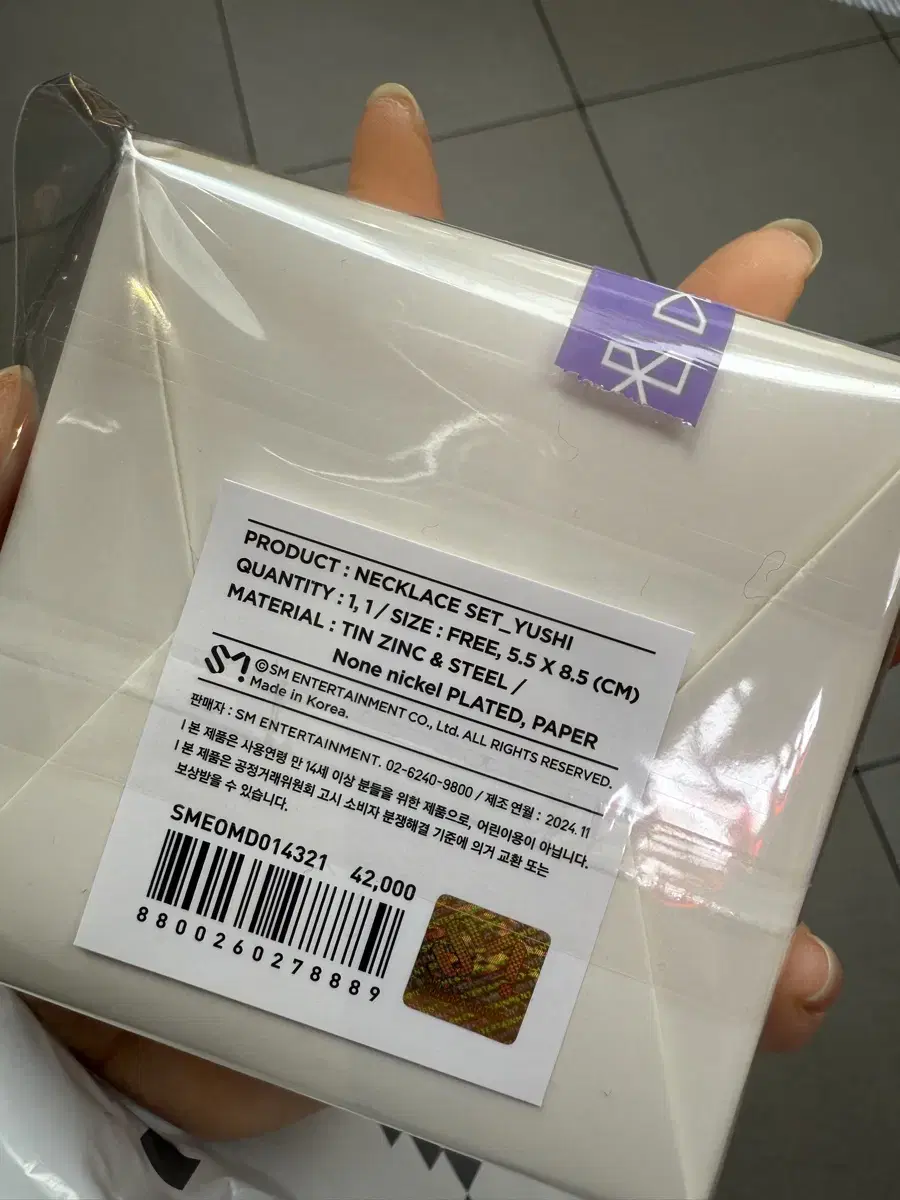 PRODUCT : NECKLACE SET_YUSHI
QUANTITY : 1, 1 / SIZE : FREE, 5.5 X 8.5 (CM)
MATERIAL : TIN ZINC & STEEL /
None nickel PLATED, PAPER
SM ©SM ENTERTAINMENT CO., Ltd. ALL RIGHTS RESERVED.
Made in Korea.
판매자 : SM ENTERTAINMENT. 02-6240-9800 / 제조 연월 : 2024. 11
l 본 제품은 사용연령 만 14세 이상 분들을 위한 제품으로, 어린이용이 아닙니다.
l 본 제품은 공정거래위원회 고시 소비자 분쟁해결 기준에 의거 교환 또는
보상받을 수 있습니다.
SMEOMD014321 42,000
8800260278889